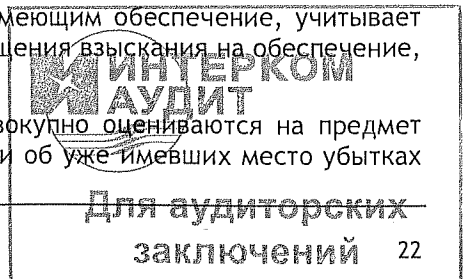 меющим обеспечение, учитывает
щения взыскания на обеспечение,
ИНТЕРКОМ
АУДИТ
вокупно оцениваются на предмет
и об уже имевших место убытках
Для аудиторских
заключений 22